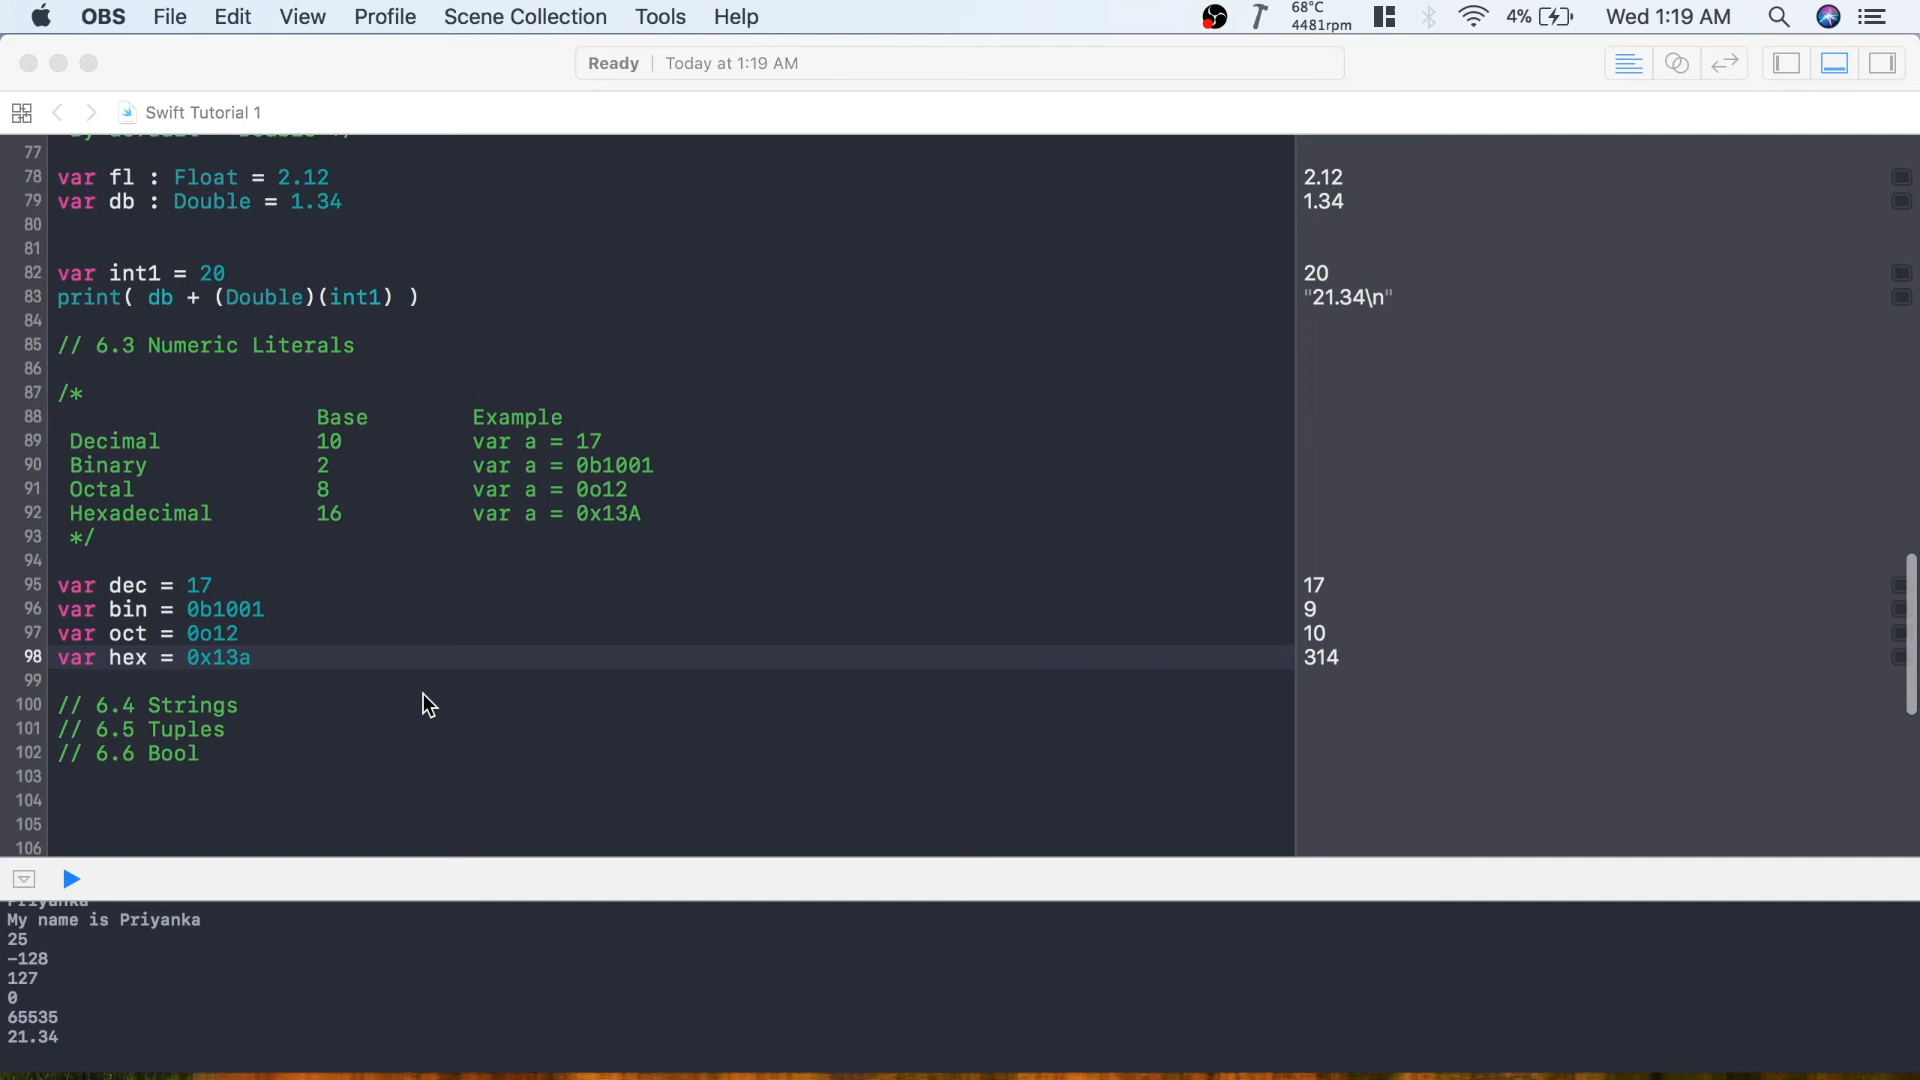 OBS File Edit View Profile Scene Collection Tools Help 68°C 4481rpm 4% Wed 1:19 AM
Ready | Today at 1:19 AM
Swift Tutorial 1
77
78 var fl : Float = 2.12 2.12
79 var db : Double = 1.34 1.34
80
81
82 var int1 = 20 20
83 print( db + (Double)(int1) ) "21.34\n"
84
85 // 6.3 Numeric Literals
86
87 /*
88 Base Example
89 Decimal 10 var a = 17
90 Binary 2 var a = 0b1001
91 Octal 8 var a = 0o12
92 Hexadecimal 16 var a = 0x13A
93 */
94
95 var dec = 17 17
96 var bin = 0b1001 9
97 var oct = 0o12 10
98 var hex = 0x13a 314
99
100 // 6.4 Strings
101 // 6.5 Tuples
102 // 6.6 Bool
103
104
105
106
Priyanka
My name is Priyanka
25
-128
127
0
65535
21.34